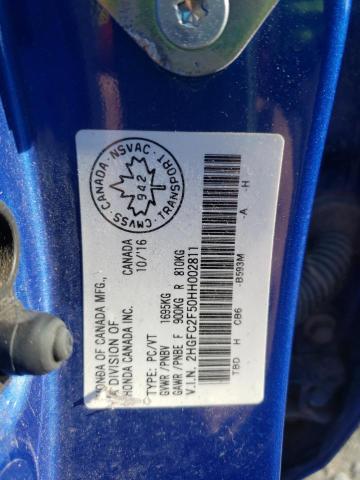 CANADA - NSVAC - TRANSPORT - CMVSS -
942
HONDA OF CANADA MFG., CANADA
A DIVISION OF 10/'16
HONDA CANADA INC.
TYPE: PC/VT
GVWR /PNBV 1695KG
GAWR /PNBE F 900KG R 810KG
V.I.N. 2HGFC2F50HH002811
TBD H CB6 -B593M -A -H